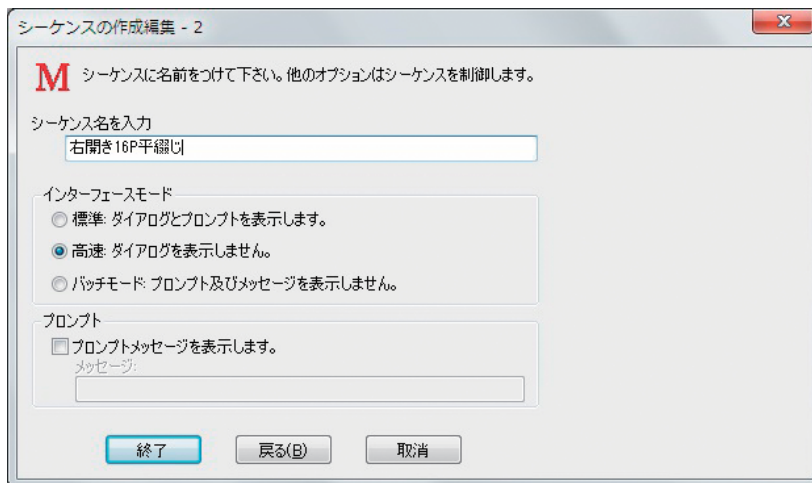 シーケンスの作成編集 - 2
M シーケンスに名前をつけて下さい。他のオプションはシーケンスを制御します。
シーケンス名を入力
右開き16P平綴じ
インターフェースモード
標準: ダイアログとプロンプトを表示します。
高速: ダイアログを表示しません。
バッチモード: プロンプト及びメッセージを表示しません。
プロンプト
プロンプトメッセージを表示します。
メッセージ:
終了 戻る(B) 取消